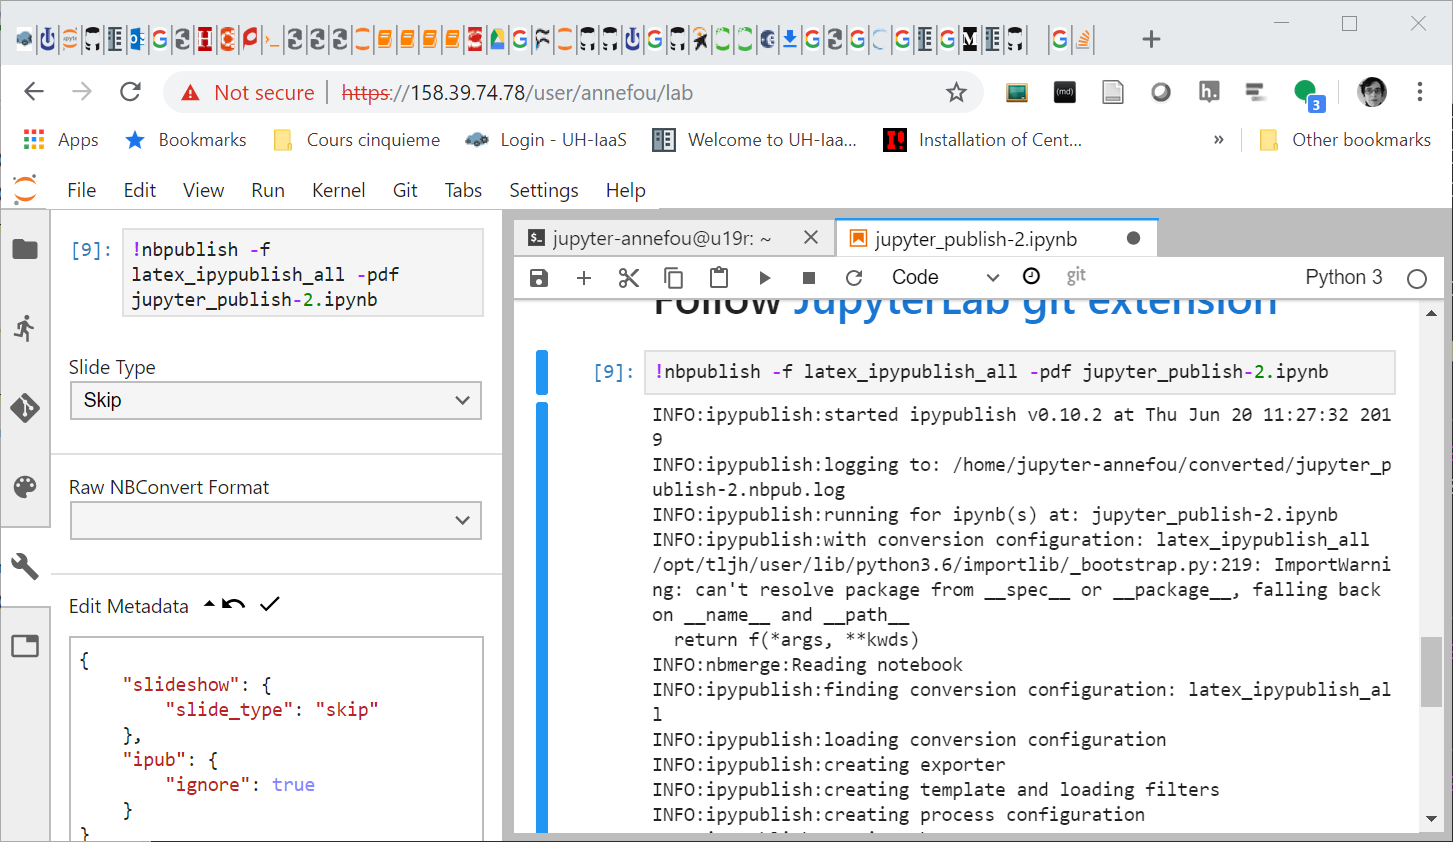 Not secure | https://158.39.74.78/user/annefou/lab
(md)
3
Apps
Bookmarks
Cours cinquieme
Login - UH-IaaS
Welcome to UH-Iaa...
Installation of Cent...
»
Other bookmarks
File Edit View Run Kernel Git Tabs Settings Help
[9]: !nbpublish -f
latex_ipypublish_all -pdf
jupyter_publish-2.ipynb
Slide Type
Skip
Raw NBConvert Format
Edit Metadata
{
"slideshow": {
"slide_type": "skip"
},
"ipub": {
"ignore": true
}
}
jupyter-annefou@u19r: ~
jupyter_publish-2.ipynb
Code
git
Python 3
Follow JupyterLab git extension
[9]: !nbpublish -f latex_ipypublish_all -pdf jupyter_publish-2.ipynb
INFO:ipypublish:started ipypublish v0.10.2 at Thu Jun 20 11:27:32 201
9
INFO:ipypublish:logging to: /home/jupyter-annefou/converted/jupyter_p
ublish-2.nbpub.log
INFO:ipypublish:running for ipynb(s) at: jupyter_publish-2.ipynb
INFO:ipypublish:with conversion configuration: latex_ipypublish_all
/opt/tljh/user/lib/python3.6/importlib/_bootstrap.py:219: ImportWarni
ng: can't resolve package from __spec__ or __package__, falling back
on __name__ and __path__
return f(*args, **kwds)
INFO:nbmerge:Reading notebook
INFO:ipypublish:finding conversion configuration: latex_ipypublish_al
l
INFO:ipypublish:loading conversion configuration
INFO:ipypublish:creating exporter
INFO:ipypublish:creating template and loading filters
INFO:ipypublish:creating process configuration